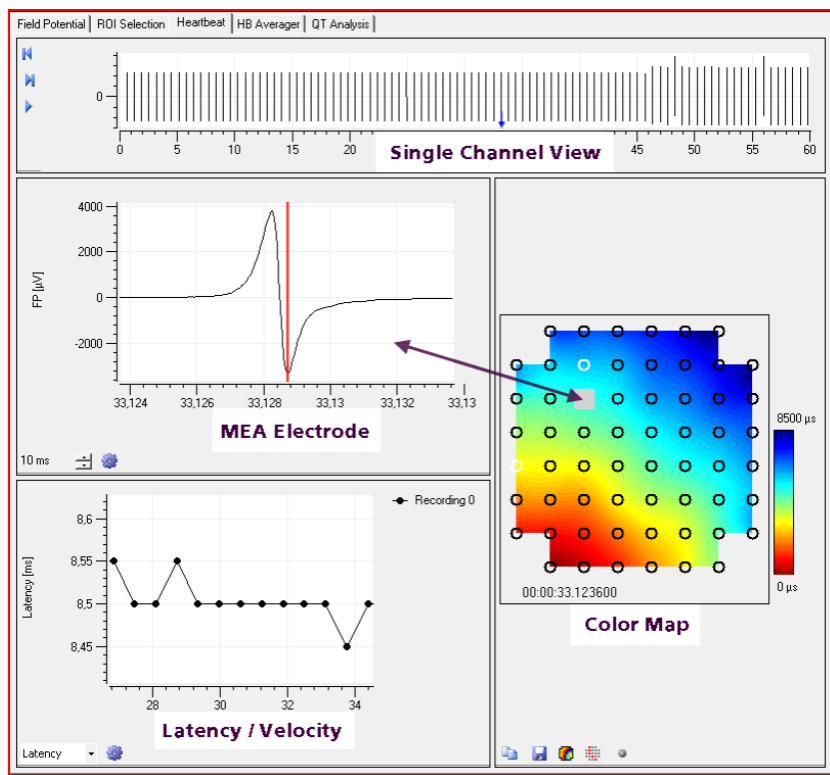 Field Potential ROI Selection Heartbeat HB Averager QT Analysis
0
0 5 10 15 20 45 50 55 60
Single Channel View
4000
2000
0
-2000
FP [µV]
33,124 33,126 33,128 33,13 33,132 33,13
MEA Electrode
10 ms
8500 µs
0 µs
00:00:33.123600
Color Map
Recording 0
8,6
8,55
8,5
8,45
Latency [ms]
28 30 32 34
Latency / Velocity
Latency